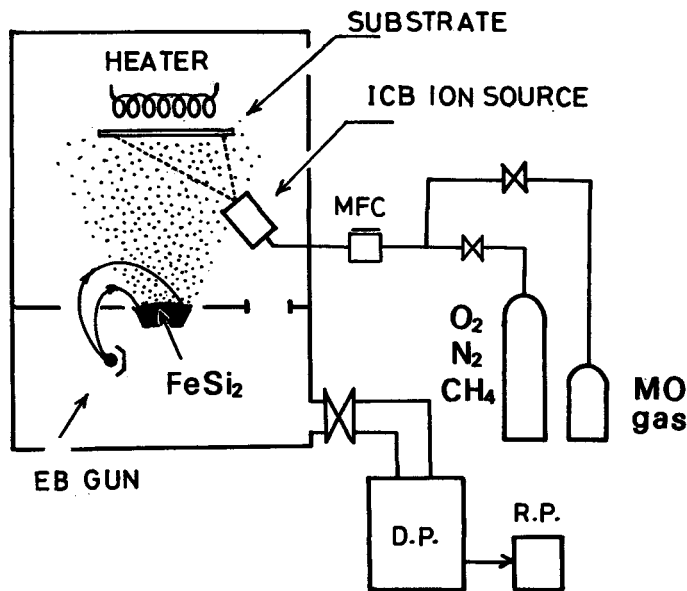 SUBSTRATE
HEATER
ICB ION SOURCE
MFC
O₂
N₂
CH₄
MO
gas
FeSi₂
EB GUN
D.P.
R.P.